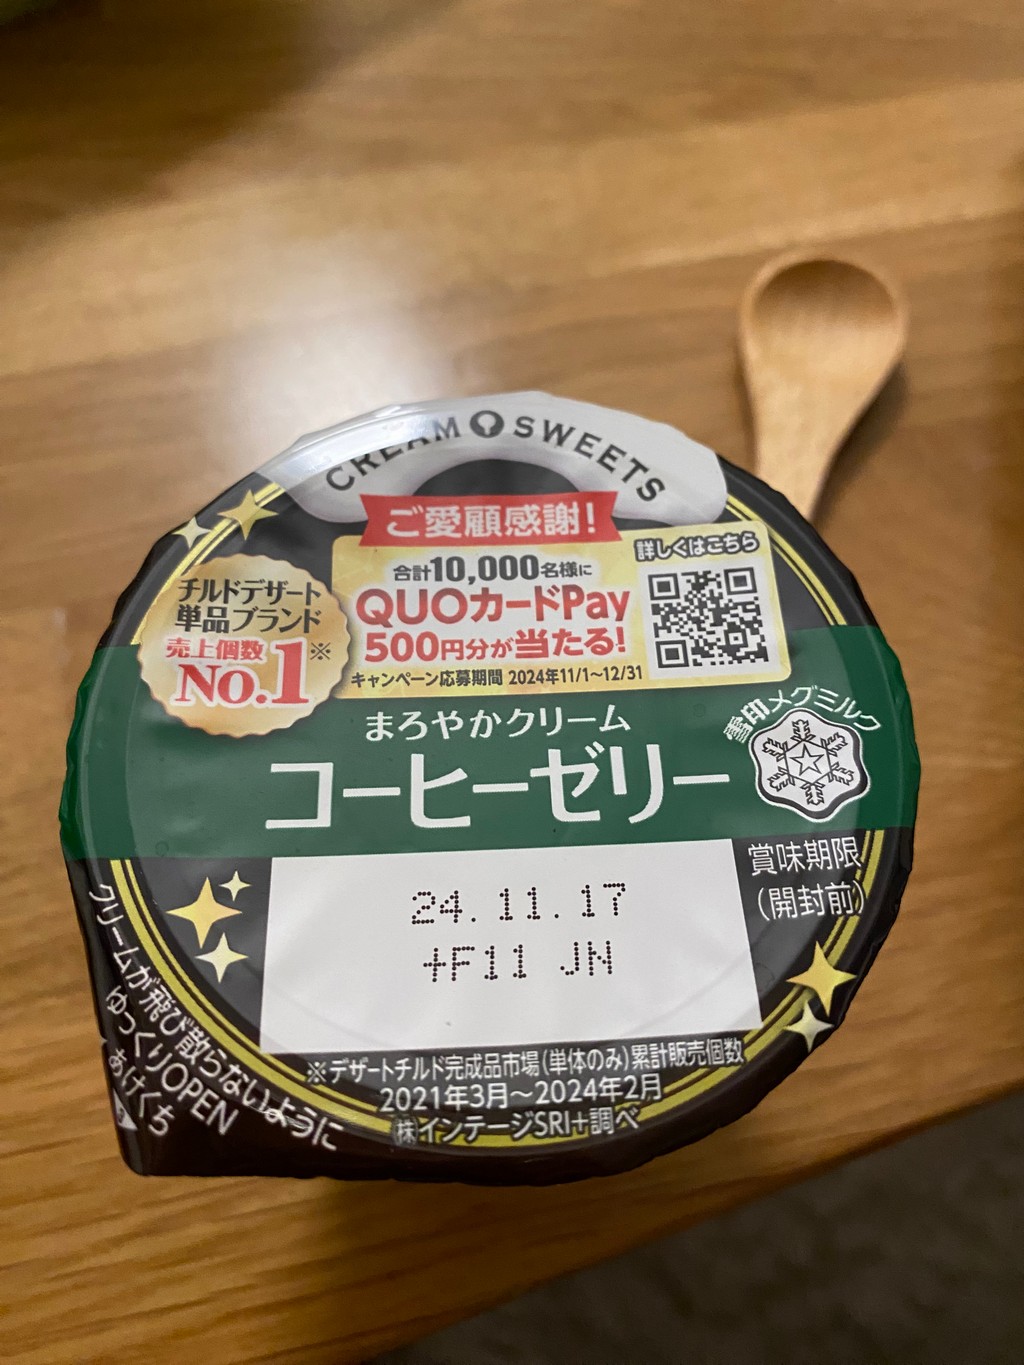 CREAM SWEETS
ご愛顧感謝!
チルドデザート
単品ブランド
売上個数
No.1※
合計10,000名様に
QUOカードPay
500円分が当たる!
キャンペーン応募期間 2024年11/1~12/31
詳しくはこちら
まろやかクリーム
コーヒーゼリー
雪印メグミルク
賞味期限
(開封前)
24.11.17
+F11 JN
※デザートチルド完成品市場(単体のみ)累計販売個数
2021年3月~2024年2月
㈱インテージSRI+調べ
クリームが飛び散らないように
ゆっくりOPEN
あけくち